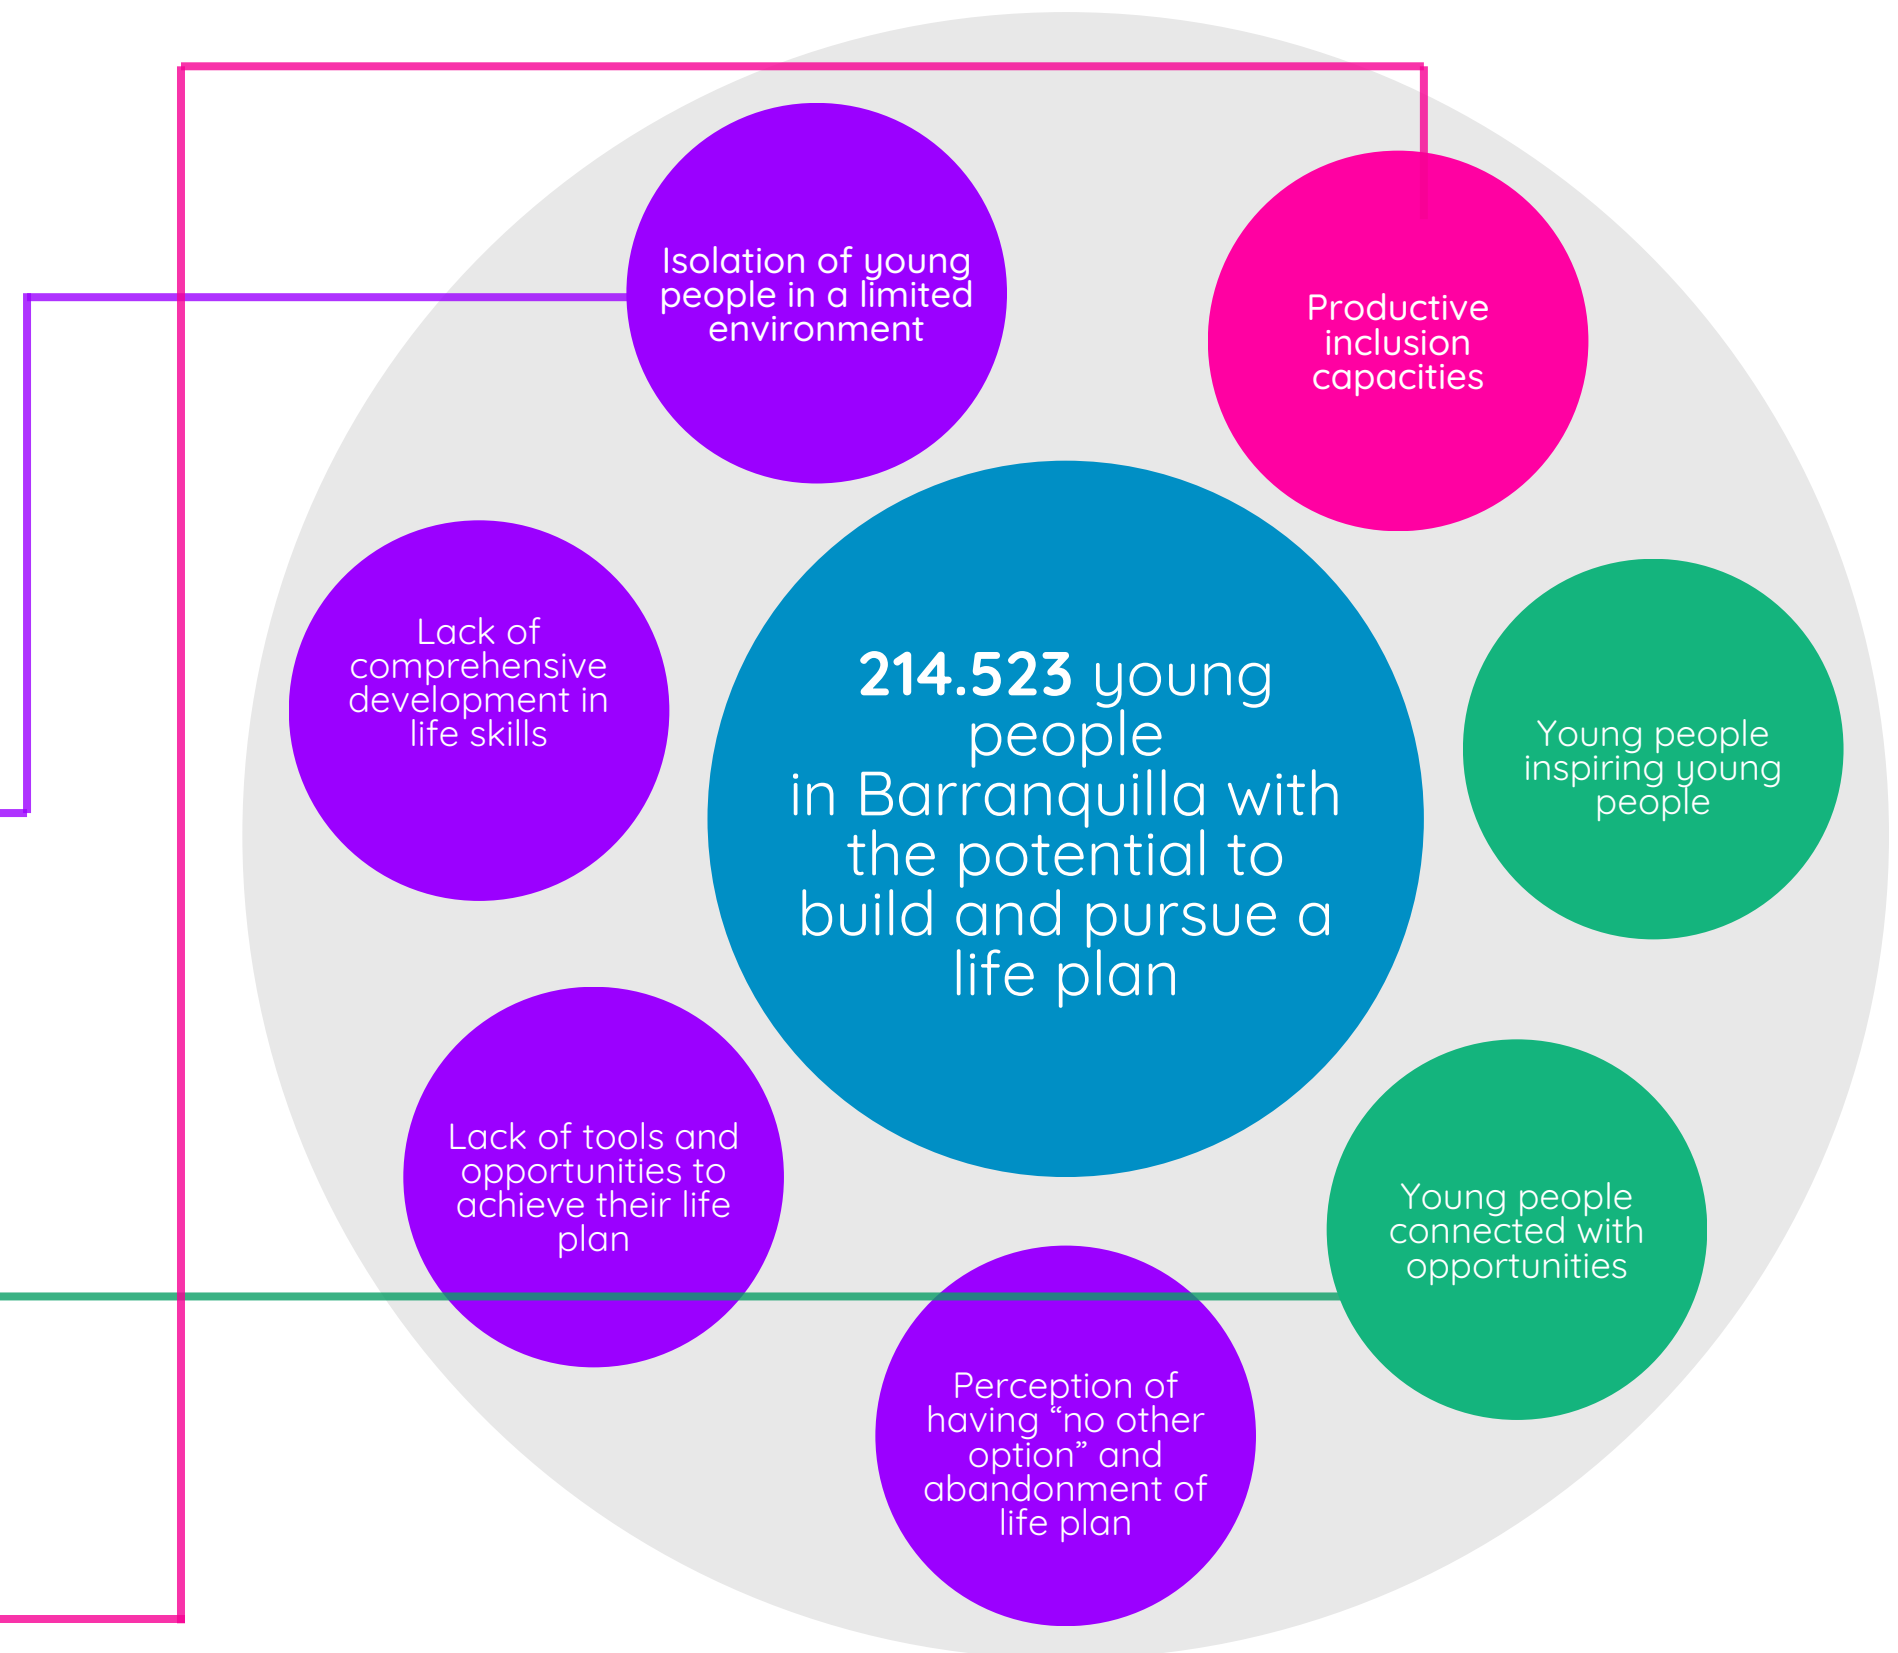 Isolation of young
people in a limited
environment
Productive
inclusion
capacities
Lack of
comprehensive
development in
life skills
214.523 young
people
in Barranquilla with
the potential to
build and pursue a
life plan
Young people
inspiring young
people
Lack of tools and
opportunities to
achieve their life
plan
Young people
connected with
opportunities
Perception of
having “no other
option” and
abandonment of
life plan